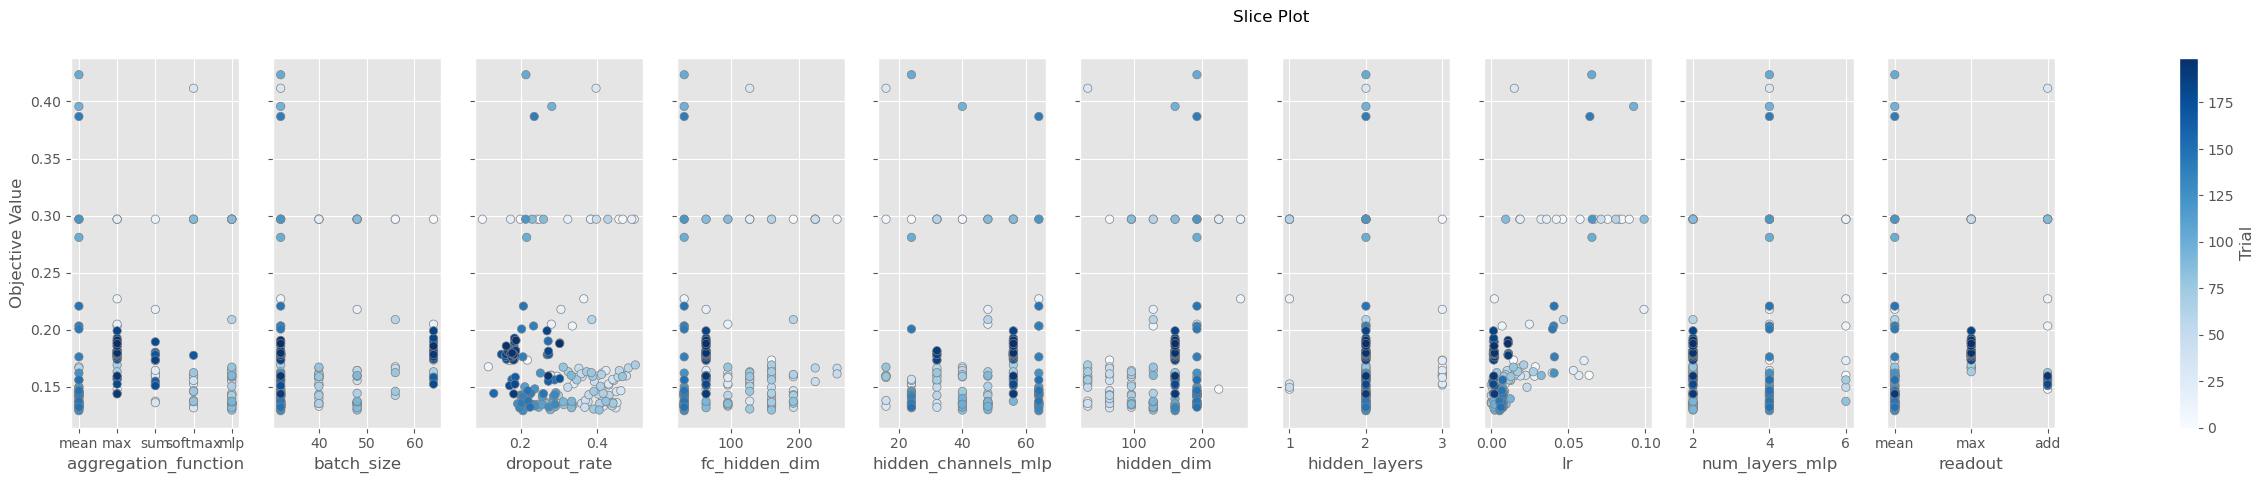 Slice Plot
Objective Value
0.40
0.35
0.30
0.25
0.20
0.15
mean max sum softmax mlp
aggregation_function
40 50 60
batch_size
0.2 0.4
dropout_rate
100 200
fc_hidden_dim
20 40 60
hidden_channels_mlp
100 200
hidden_dim
1 2 3
hidden_layers
0.00 0.05 0.10
lr
2 4 6
num_layers_mlp
mean max add
readout
175
150
125
100
75
50
25
0
Trial